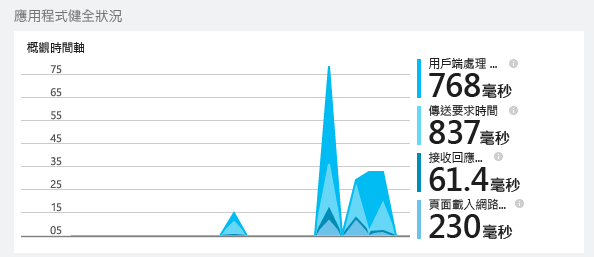 應用程式健全狀況
概觀時間軸
75
65
55
45
35
25
15
05
用戶端處理 ...
768毫秒
傳送要求時間
837毫秒
接收回應...
61.4毫秒
頁面載入網路...
230毫秒